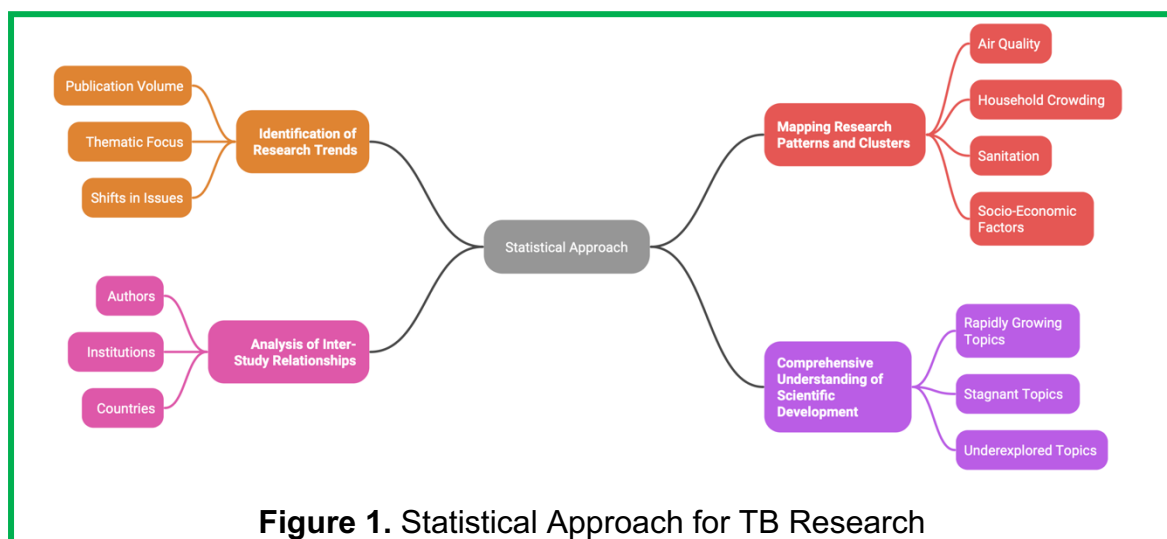 Publication Volume
Thematic Focus
Shifts in Issues
Identification of
Research Trends
Authors
Institutions
Countries
Analysis of Inter-
Study Relationships
Statistical Approach
Mapping Research
Patterns and Clusters
Air Quality
Household Crowding
Sanitation
Socio-Economic
Factors
Comprehensive
Understanding of
Scientific
Development
Rapidly Growing
Topics
Stagnant Topics
Underexplored Topics
Figure 1. Statistical Approach for TB Research